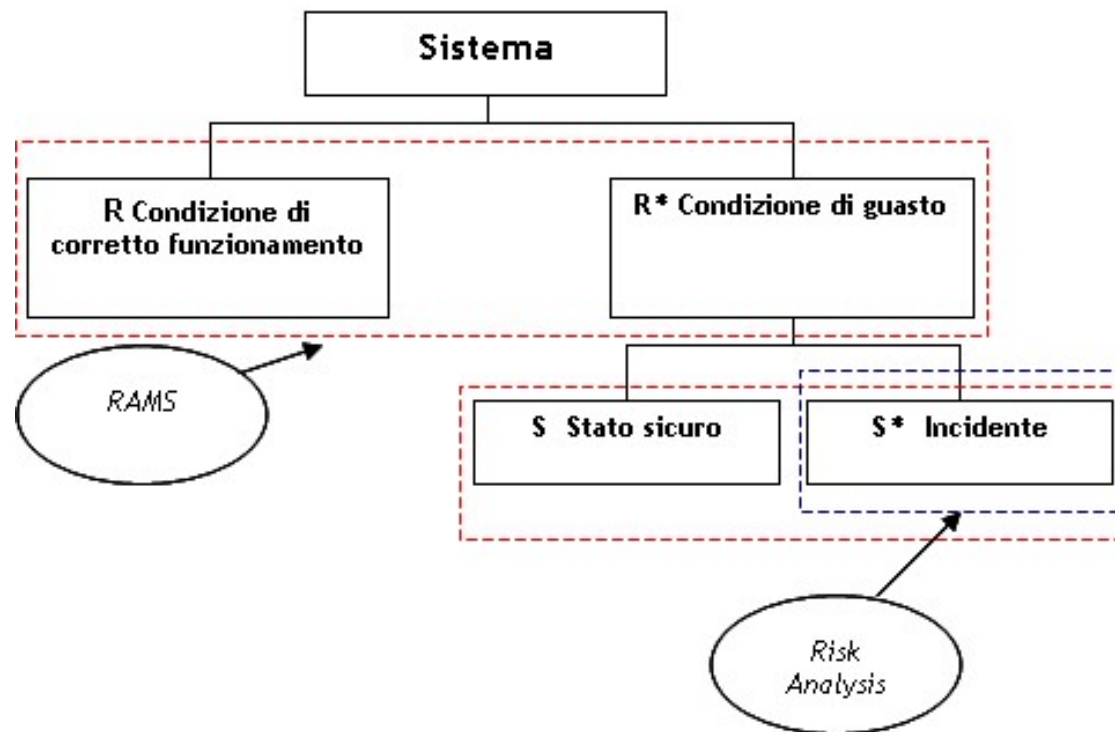 Sistema
R Condizione di
corretto funzionamento
R* Condizione di guasto
RAMS
S Stato sicuro
S* Incidente
Risk
Analysis